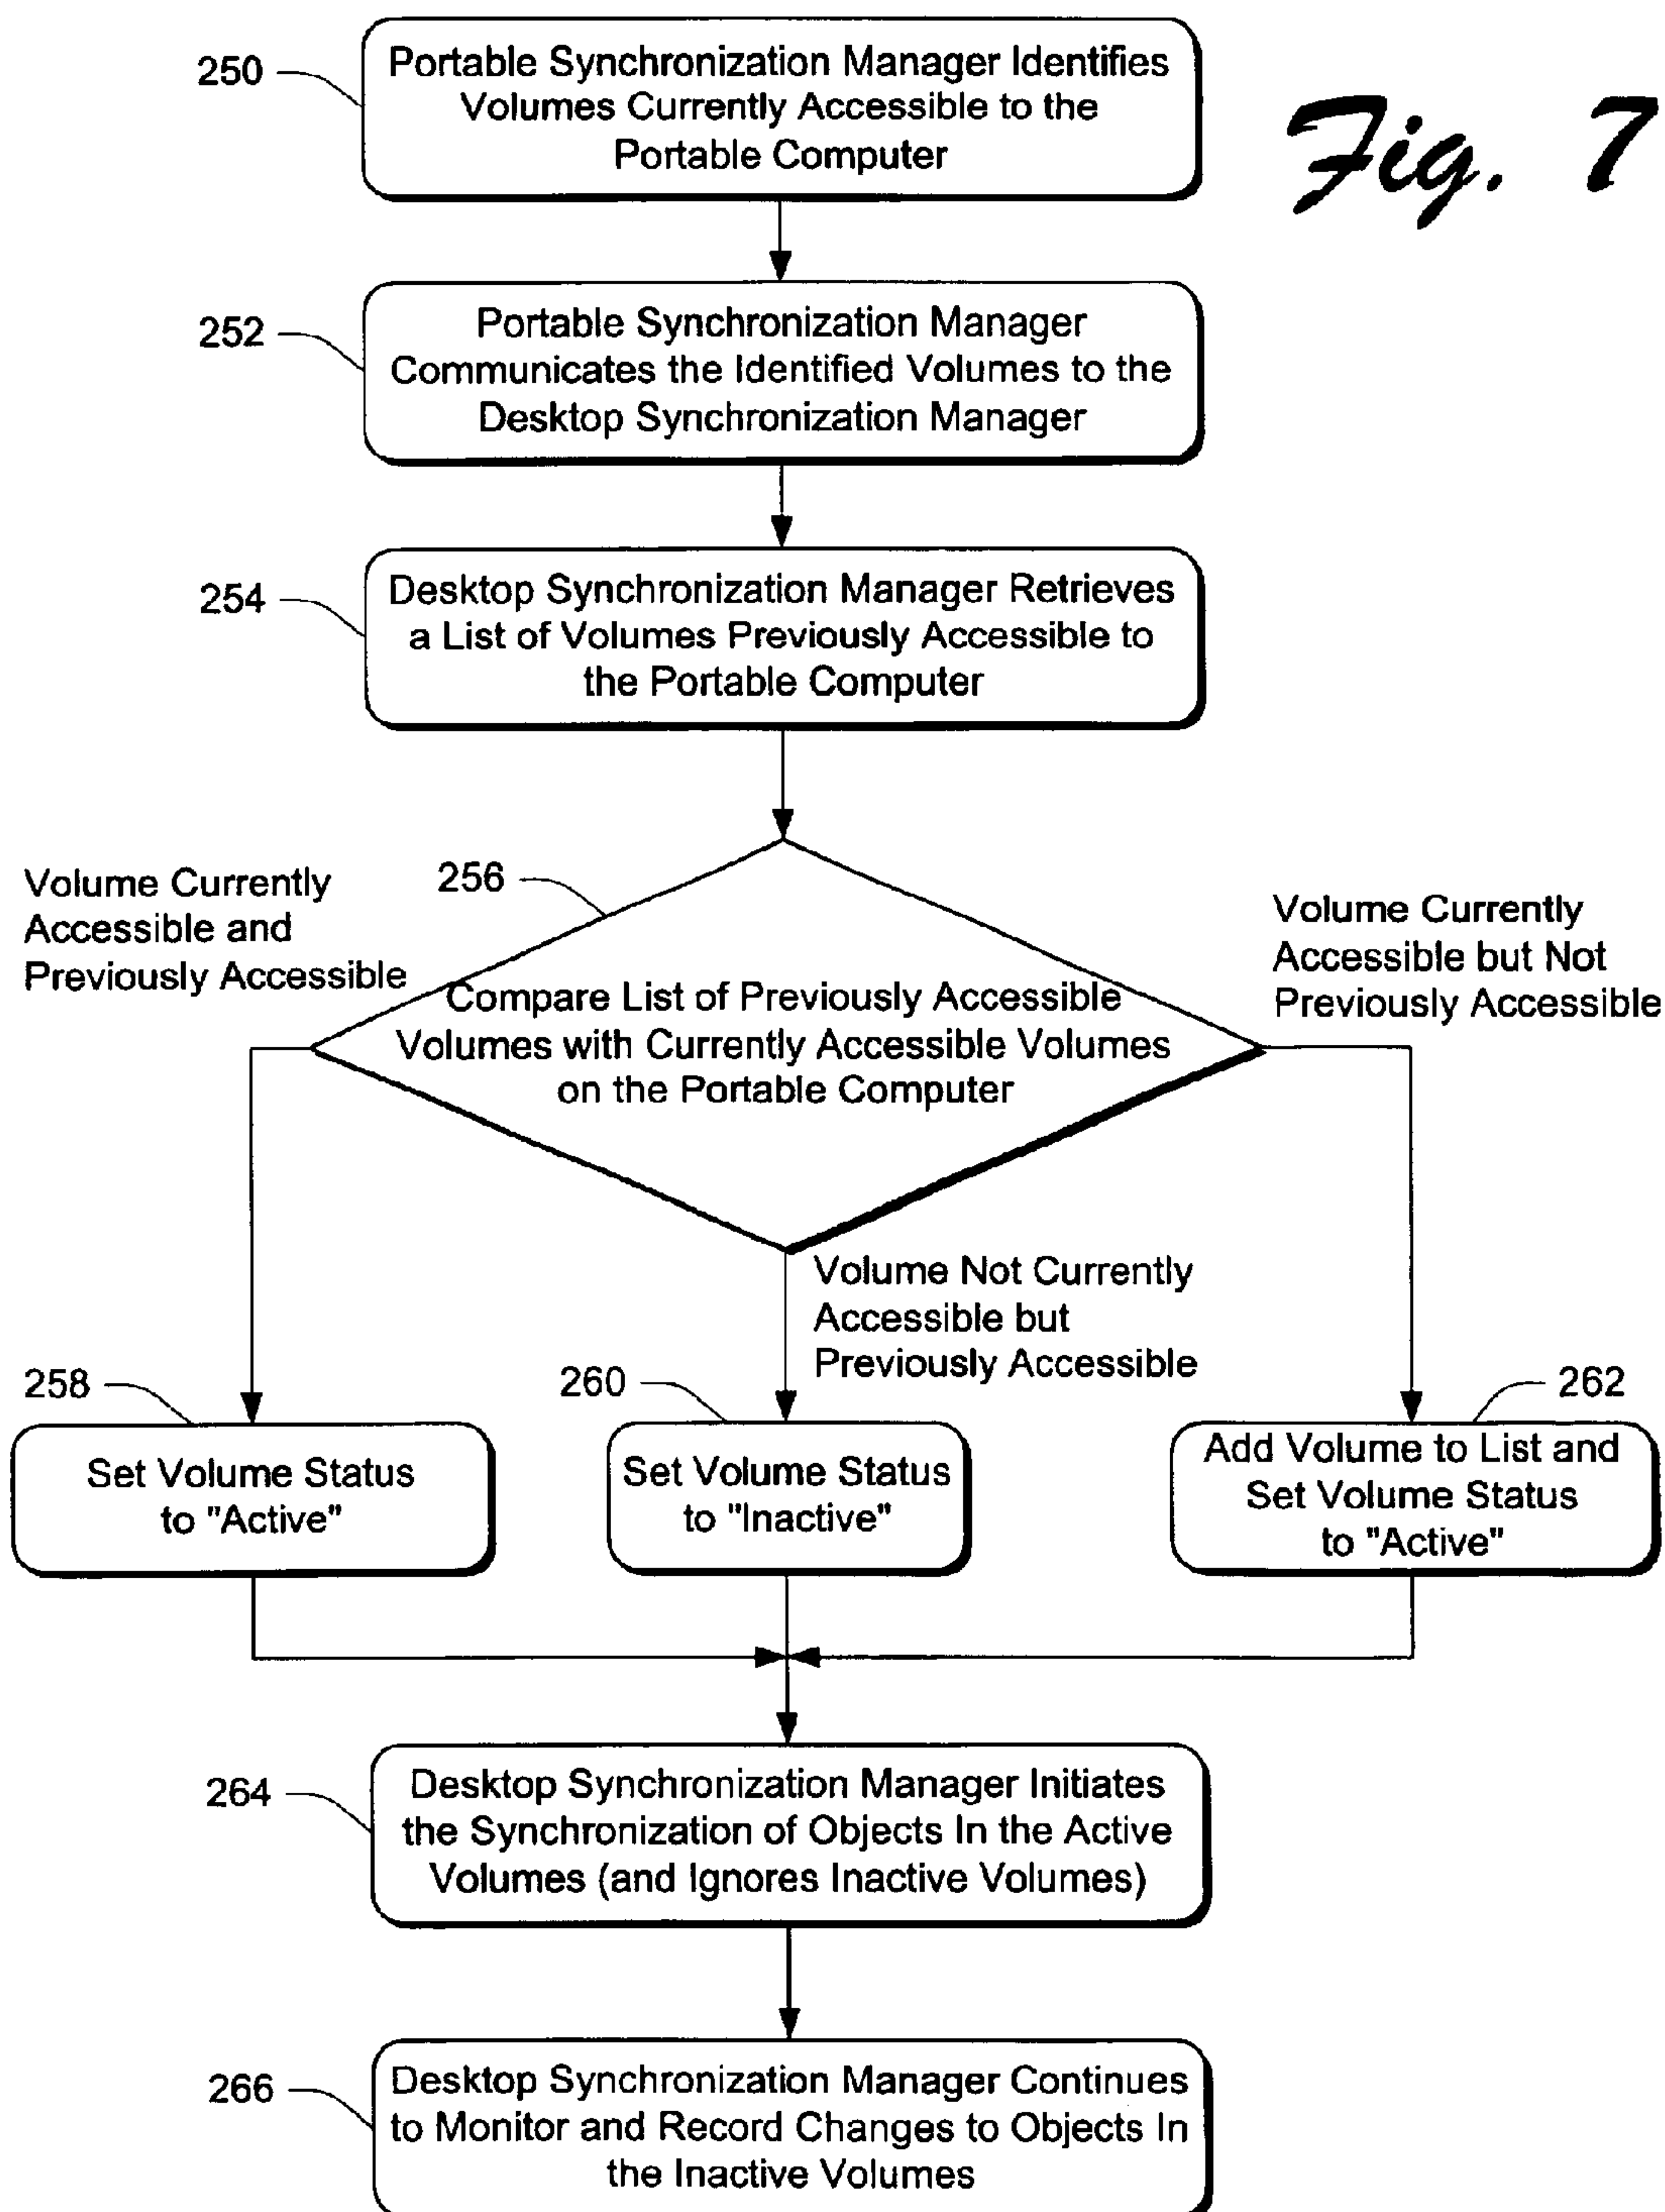 Fig. 7
250
Portable Synchronization Manager Identifies
Volumes Currently Accessible to the
Portable Computer
252
Portable Synchronization Manager
Communicates the Identified Volumes to the
Desktop Synchronization Manager
254
Desktop Synchronization Manager Retrieves
a List of Volumes Previously Accessible to
the Portable Computer
256
Compare List of Previously Accessible
Volumes with Currently Accessible Volumes
on the Portable Computer
Volume Currently
Accessible and
Previously Accessible
Volume Not Currently
Accessible but
Previously Accessible
Volume Currently
Accessible but Not
Previously Accessible
258
Set Volume Status
to "Active"
260
Set Volume Status
to "Inactive"
262
Add Volume to List and
Set Volume Status
to "Active"
264
Desktop Synchronization Manager Initiates
the Synchronization of Objects In the Active
Volumes (and Ignores Inactive Volumes)
266
Desktop Synchronization Manager Continues
to Monitor and Record Changes to Objects In
the Inactive Volumes